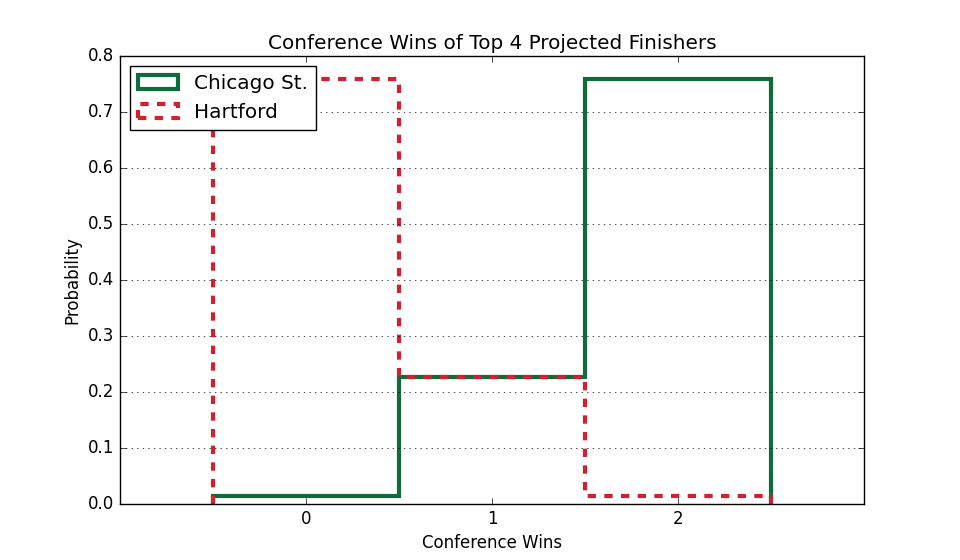 Conference Wins of Top 4 Projected Finishers
Chicago St.
Hartford
0.8
0.7
0.6
0.5
0.4
0.3
0.2
0.1
0.0
Probability
0 1 2
Conference Wins